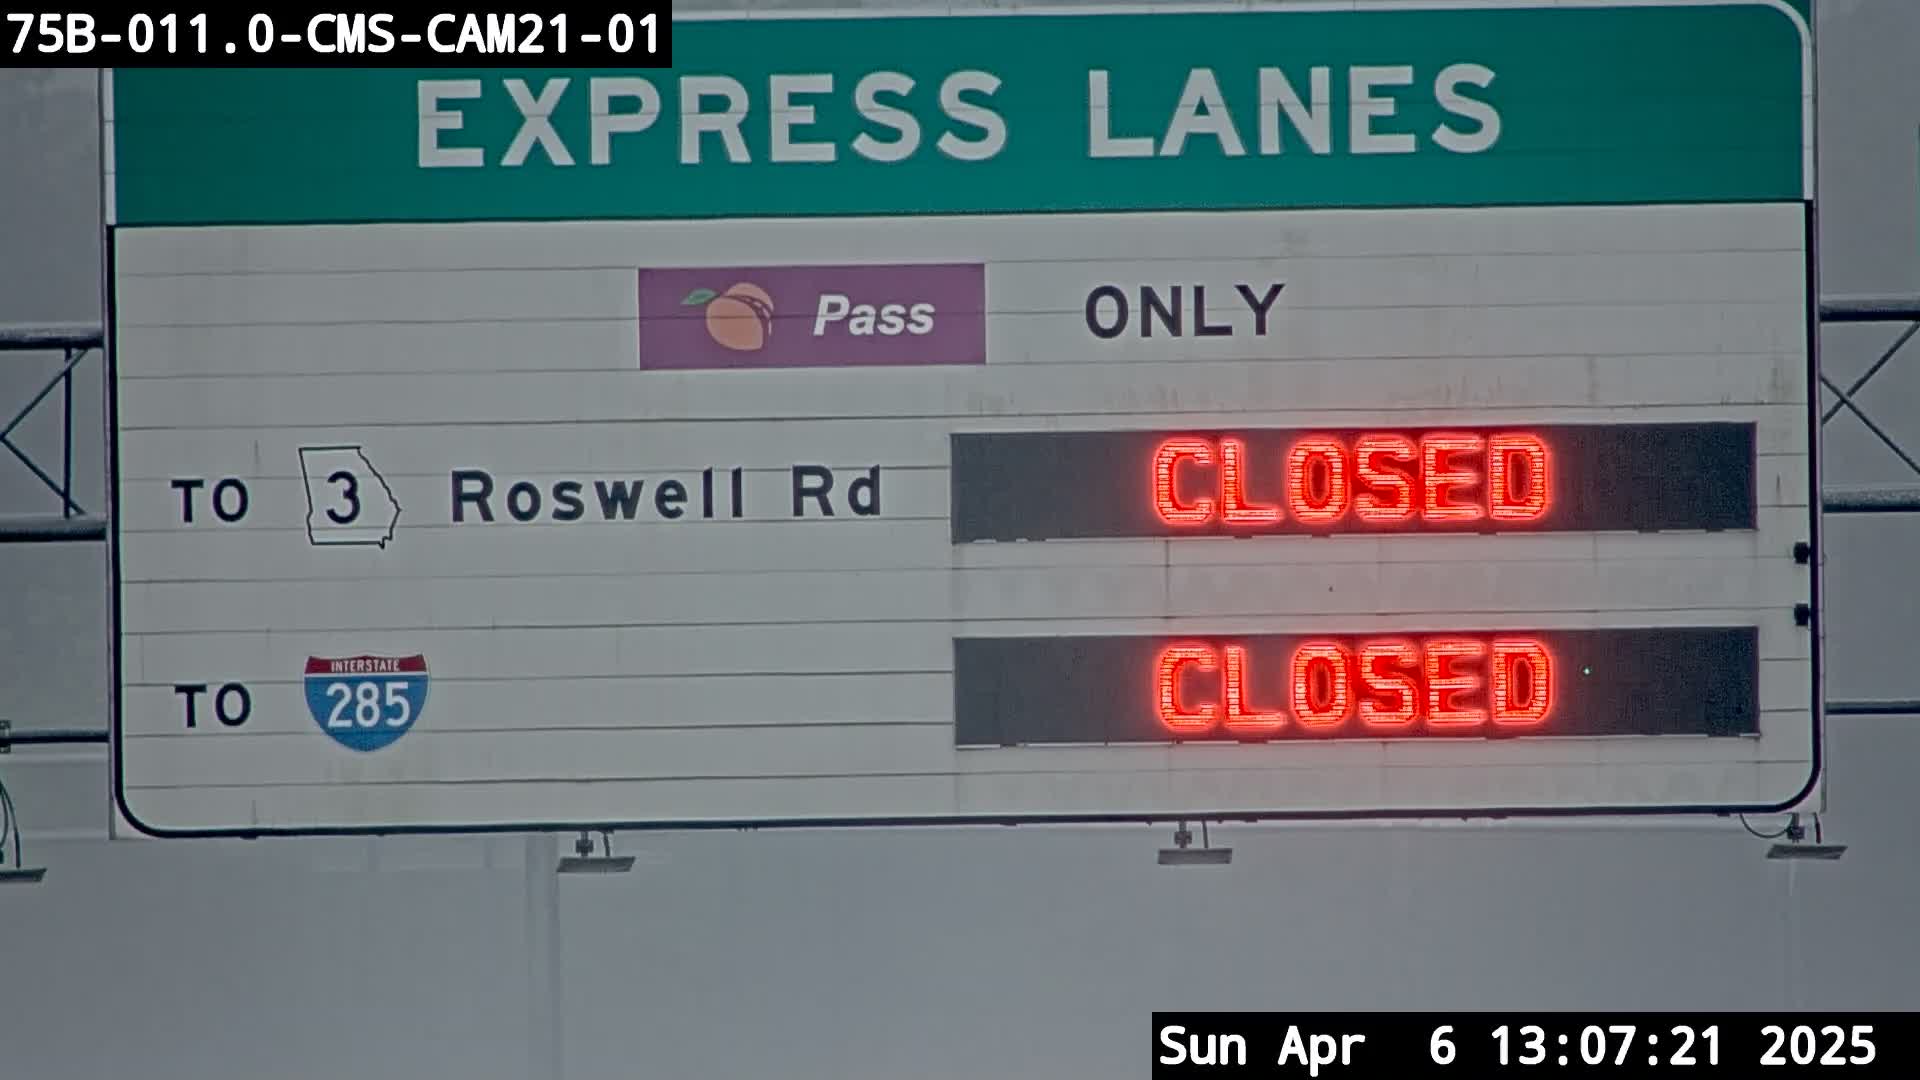 75B-011.0-CMS-CAM21-01
EXPRESS LANES
Pass ONLY
TO 3 Roswell Rd CLOSED
TO INTERSTATE 285 CLOSED
Sun Apr 6 13:07:21 2025